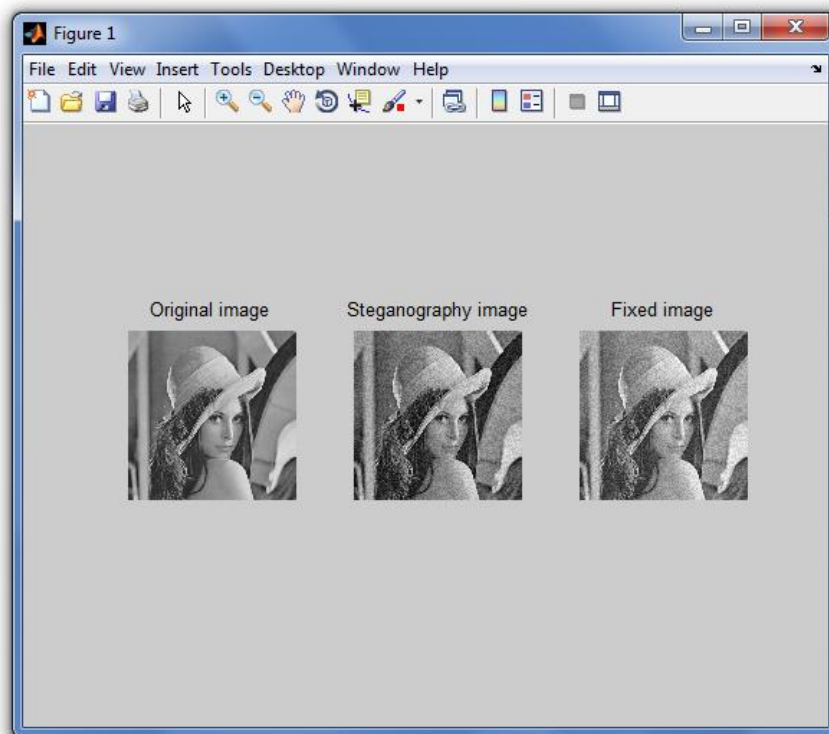 Figure 1
File Edit View Insert Tools Desktop Window Help
Original image
Steganography image
Fixed image